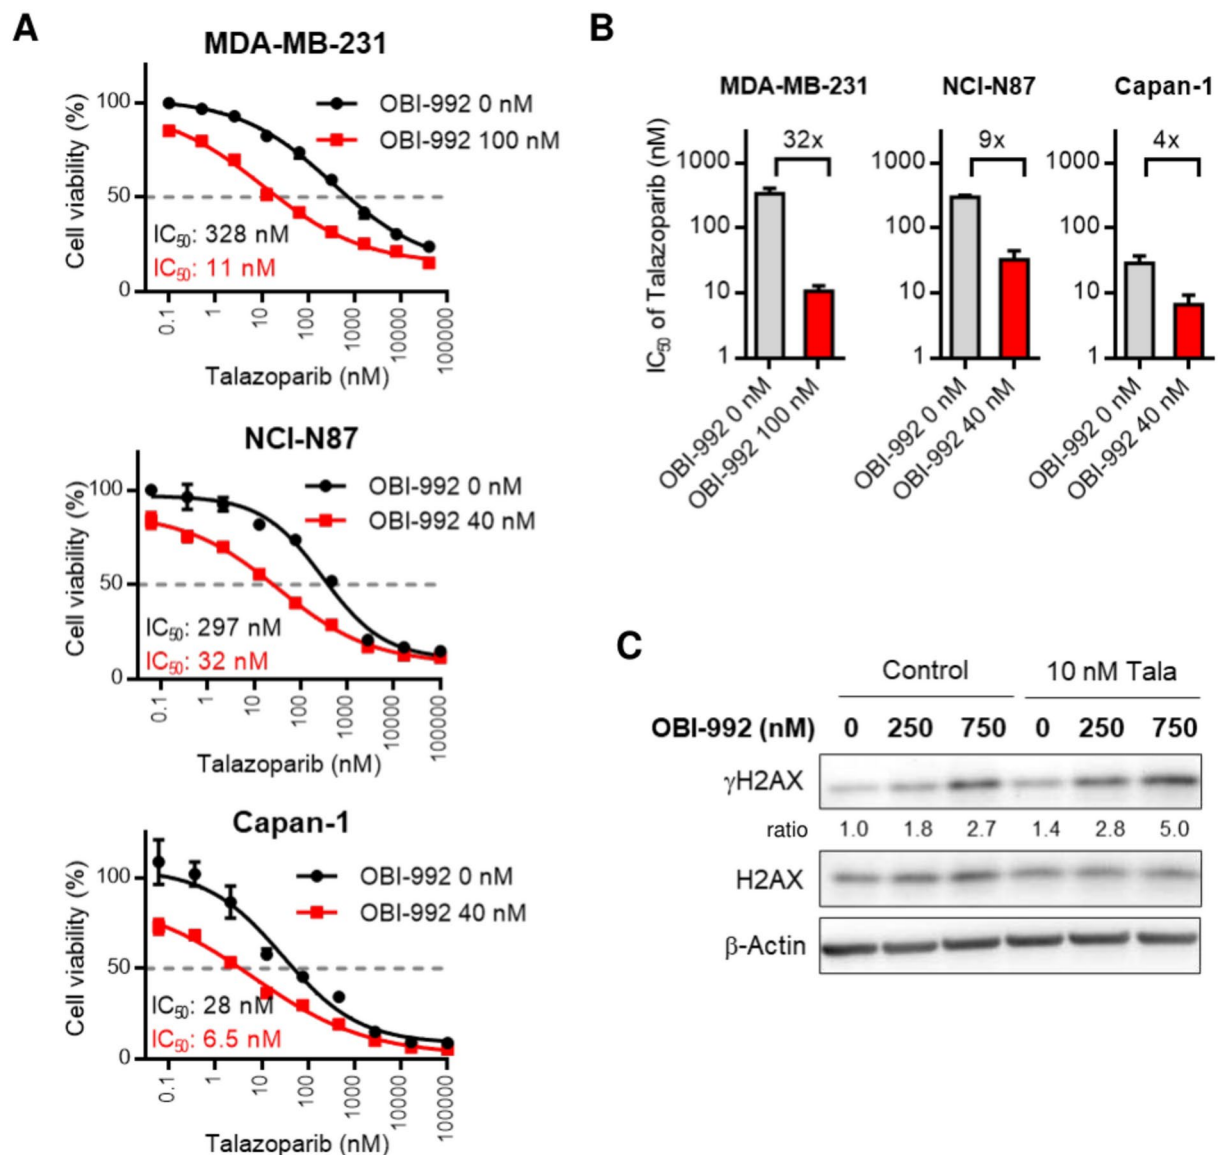 A
MDA-MB-231
Cell viability (%)
100
50
0
OBI-992 0 nM
OBI-992 100 nM
IC₅₀: 328 nM
IC₅₀: 11 nM
0.1
1
10
100
1000
10000
100000
Talazoparib (nM)
NCI-N87
Cell viability (%)
100
50
0
OBI-992 0 nM
OBI-992 40 nM
IC₅₀: 297 nM
IC₅₀: 32 nM
0.1
1
10
100
1000
10000
100000
Talazoparib (nM)
Capan-1
Cell viability (%)
100
50
0
OBI-992 0 nM
OBI-992 40 nM
IC₅₀: 28 nM
IC₅₀: 6.5 nM
0.1
1
10
100
1000
10000
100000
Talazoparib (nM)
B
IC₅₀ of Talazoparib (nM)
MDA-MB-231
1000
100
10
1
32x
OBI-992 0 nM
OBI-992 100 nM
NCI-N87
1000
100
10
1
9x
OBI-992 0 nM
OBI-992 40 nM
Capan-1
1000
100
10
1
4x
OBI-992 0 nM
OBI-992 40 nM
C
Control 10 nM Tala
OBI-992 (nM) 0 250 750 0 250 750
γH2AX
ratio 1.0 1.8 2.7 1.4 2.8 5.0
H2AX
β-Actin